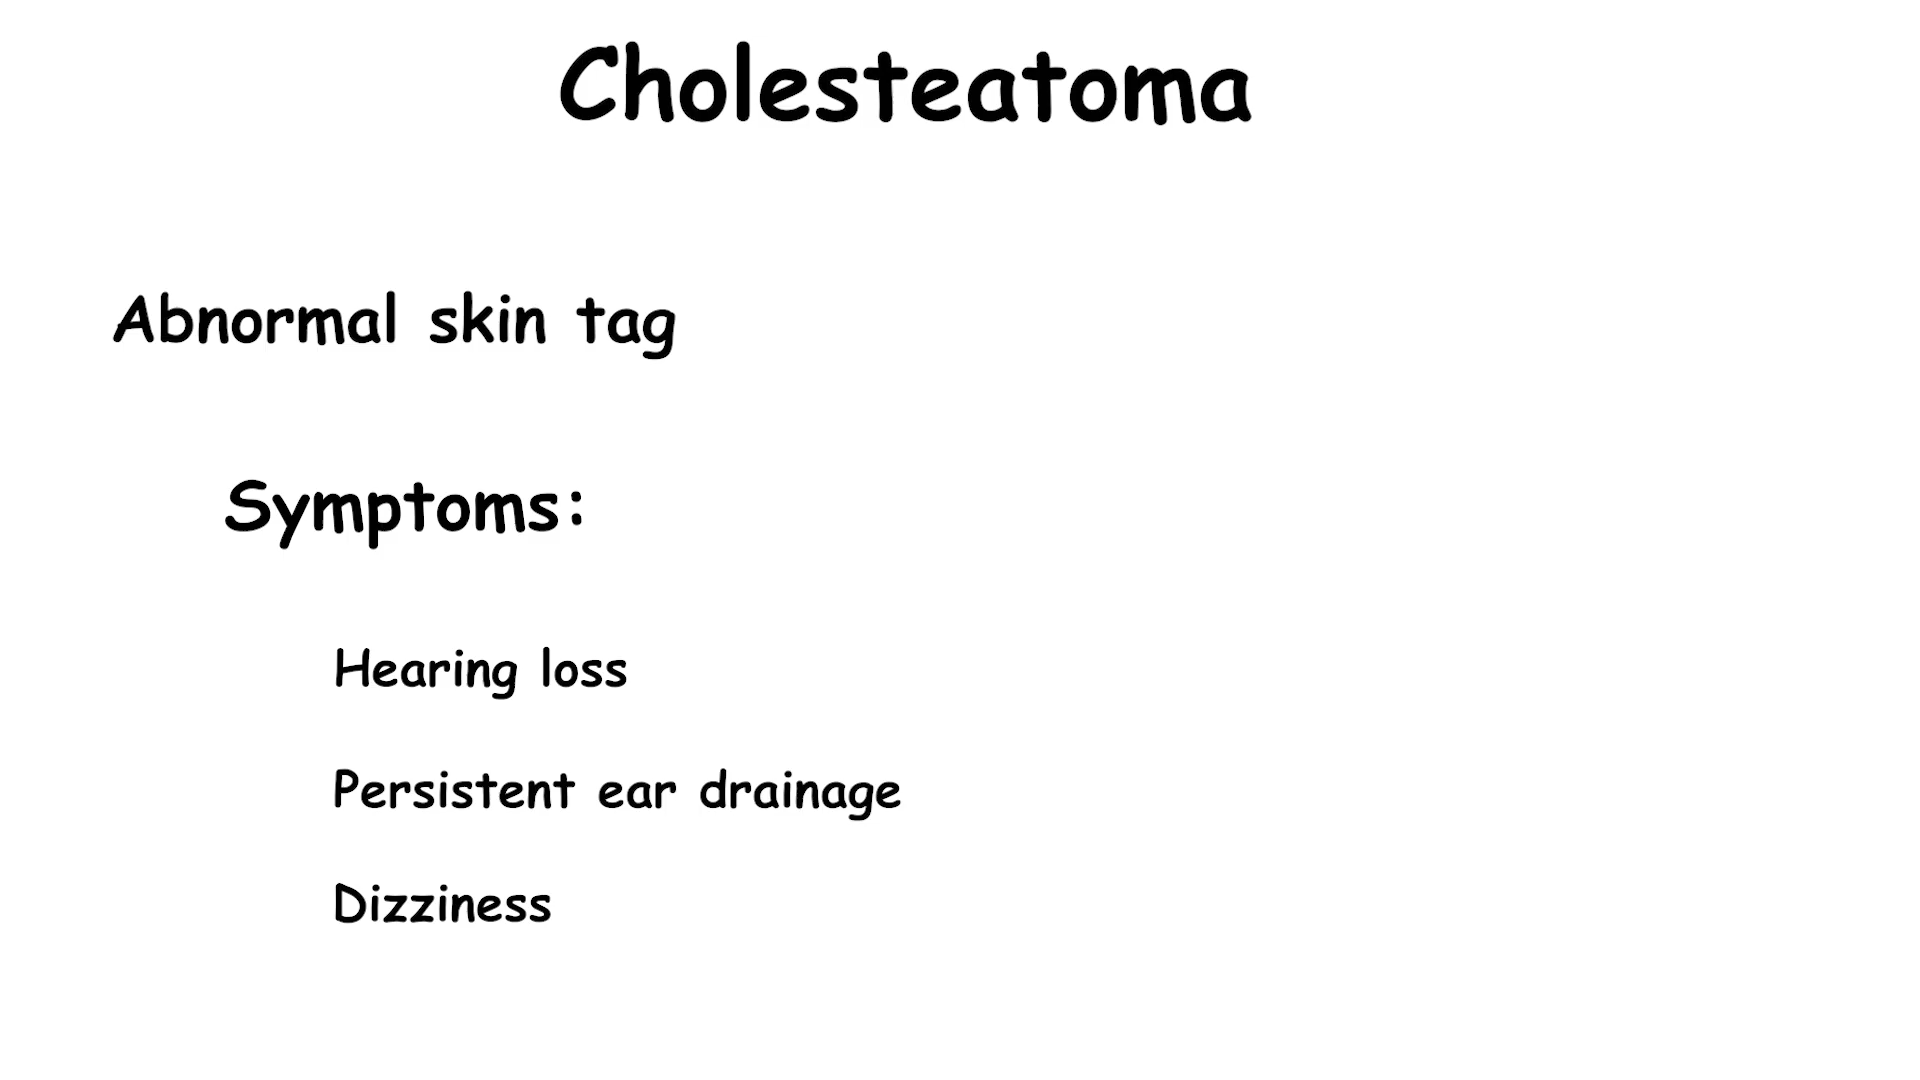 Cholesteatoma
Abnormal skin tag
Symptoms:
Hearing loss
Persistent ear drainage
Dizziness